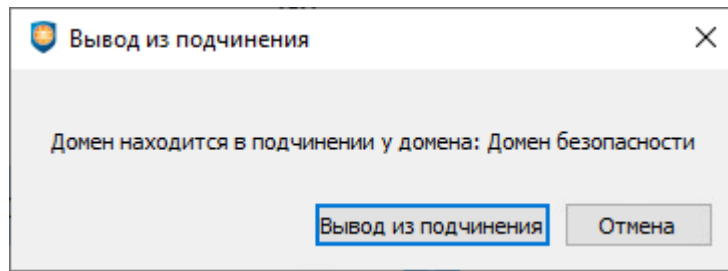 Вывод из подчинения
Домен находится в подчинении у домена: Домен безопасности
Вывод из подчинения
Отмена